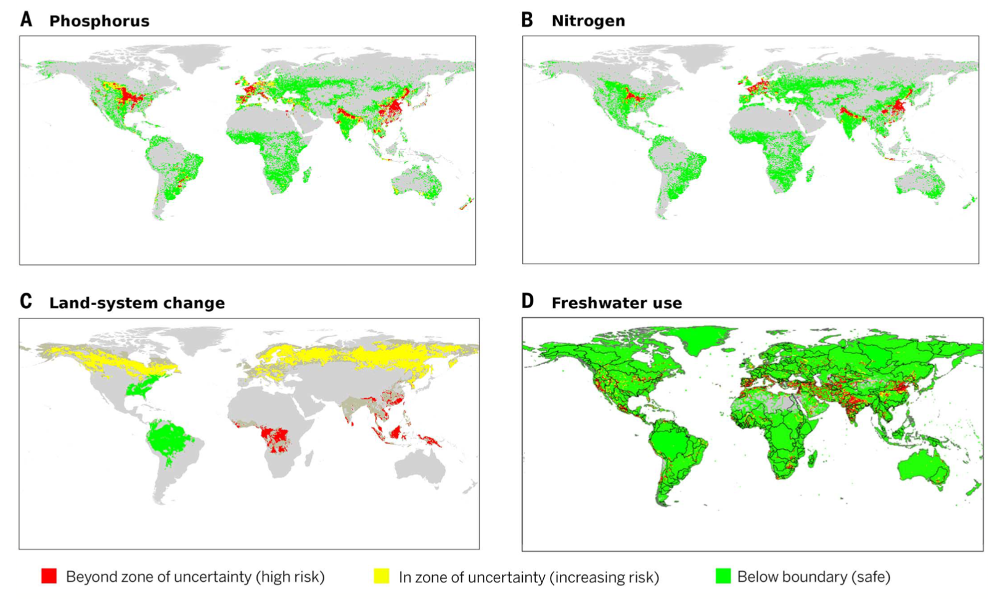 A Phosphorus
B Nitrogen
C Land-system change
D Freshwater use
Beyond zone of uncertainty (high risk)
In zone of uncertainty (increasing risk)
Below boundary (safe)